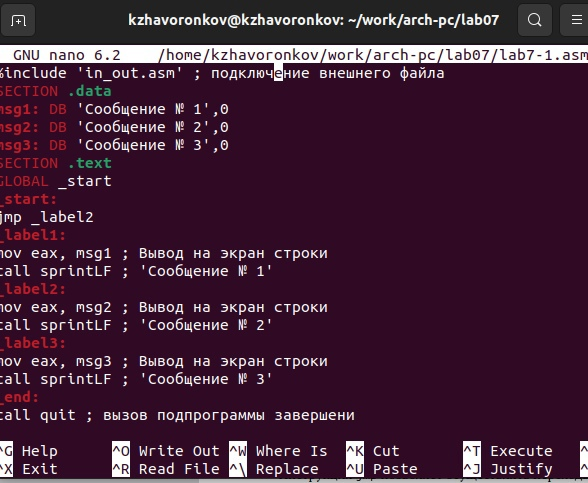 kzhavoronkov@kzhavoronkov: ~/work/arch-pc/lab07
GNU nano 6.2 /home/kzhavoronkov/work/arch-pc/lab07/lab7-1.asm
%include 'in_out.asm' ; подключение внешнего файла
SECTION .data
msg1: DB 'Сообщение № 1',0
msg2: DB 'Сообщение № 2',0
msg3: DB 'Сообщение № 3',0
SECTION .text
GLOBAL _start
_start:
jmp _label2
_label1:
mov eax, msg1 ; Вывод на экран строки
call sprintLF ; 'Сообщение № 1'
_label2:
mov eax, msg2 ; Вывод на экран строки
call sprintLF ; 'Сообщение № 2'
_label3:
mov eax, msg3 ; Вывод на экран строки
call sprintLF ; 'Сообщение № 3'
_end:
call quit ; вызов подпрограммы завершени
^G Help ^O Write Out ^W Where Is ^K Cut ^T Execute
^X Exit ^R Read File ^\ Replace ^U Paste ^J Justify